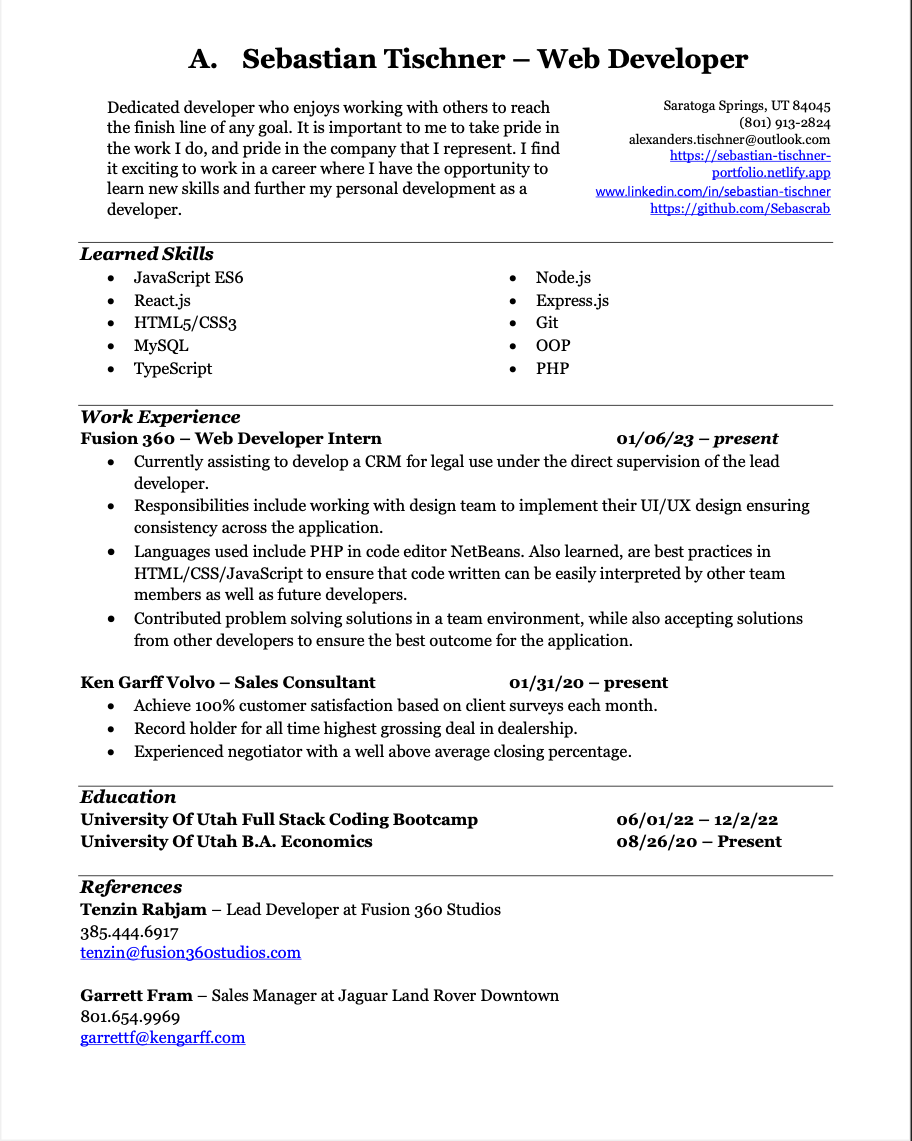 A. Sebastian Tischner – Web Developer
Dedicated developer who enjoys working with others to reach
the finish line of any goal. It is important to me to take pride in
the work I do, and pride in the company that I represent. I find
it exciting to work in a career where I have the opportunity to
learn new skills and further my personal development as a
developer.
Saratoga Springs, UT 84045
(801) 913-2824
alexanders.tischner@outlook.com
https://sebastian-tischner-
portfolio.netlify.app
www.linkedin.com/in/sebastian-tischner
https://github.com/Sebascrab
Learned Skills
• JavaScript ES6
• React.js
• HTML5/CSS3
• MySQL
• TypeScript
• Node.js
• Express.js
• Git
• OOP
• PHP
Work Experience
Fusion 360 – Web Developer Intern 01/06/23 – present
• Currently assisting to develop a CRM for legal use under the direct supervision of the lead
developer.
• Responsibilities include working with design team to implement their UI/UX design ensuring
consistency across the application.
• Languages used include PHP in code editor NetBeans. Also learned, are best practices in
HTML/CSS/JavaScript to ensure that code written can be easily interpreted by other team
members as well as future developers.
• Contributed problem solving solutions in a team environment, while also accepting solutions
from other developers to ensure the best outcome for the application.
Ken Garff Volvo – Sales Consultant 01/31/20 – present
• Achieve 100% customer satisfaction based on client surveys each month.
• Record holder for all time highest grossing deal in dealership.
• Experienced negotiator with a well above average closing percentage.
Education
University Of Utah Full Stack Coding Bootcamp 06/01/22 – 12/2/22
University Of Utah B.A. Economics 08/26/20 – Present
References
Tenzin Rabjam – Lead Developer at Fusion 360 Studios
385.444.6917
tenzin@fusion360studios.com
Garrett Fram – Sales Manager at Jaguar Land Rover Downtown
801.654.9969
garrettf@kengarff.com